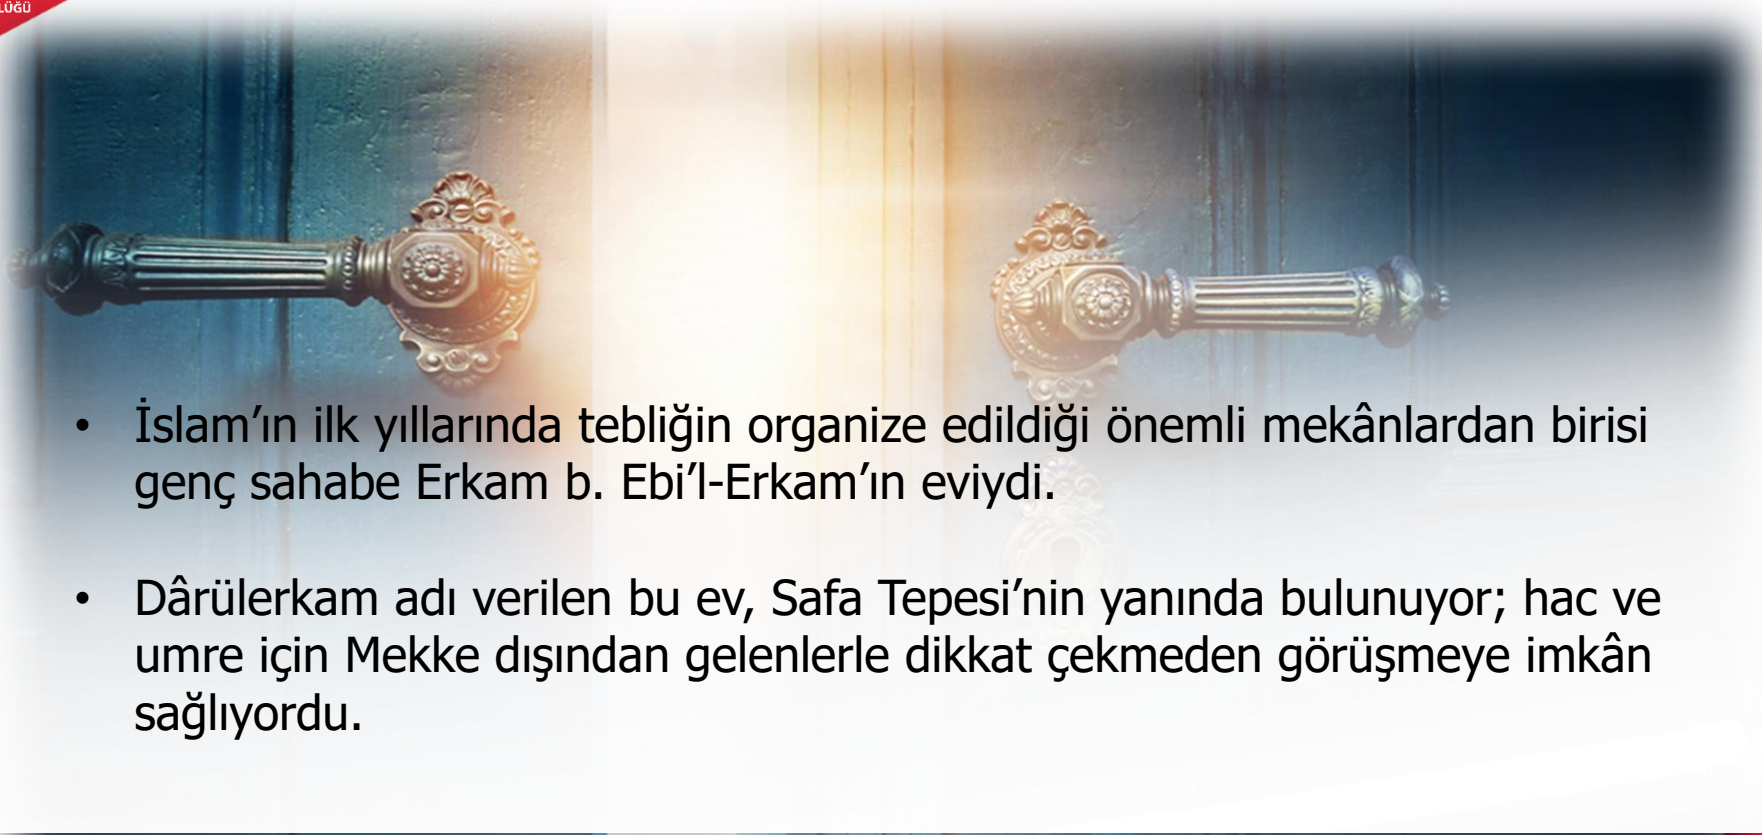 LÜĞÜ
• İslam’ın ilk yıllarında tebliğin organize edildiği önemli mekânlardan birisi
genç sahabe Erkam b. Ebi’l-Erkam’ın eviydi.
• Dârülerkam adı verilen bu ev, Safa Tepesi’nin yanında bulunuyor; hac ve
umre için Mekke dışından gelenlerle dikkat çekmeden görüşmeye imkân
sağlıyordu.